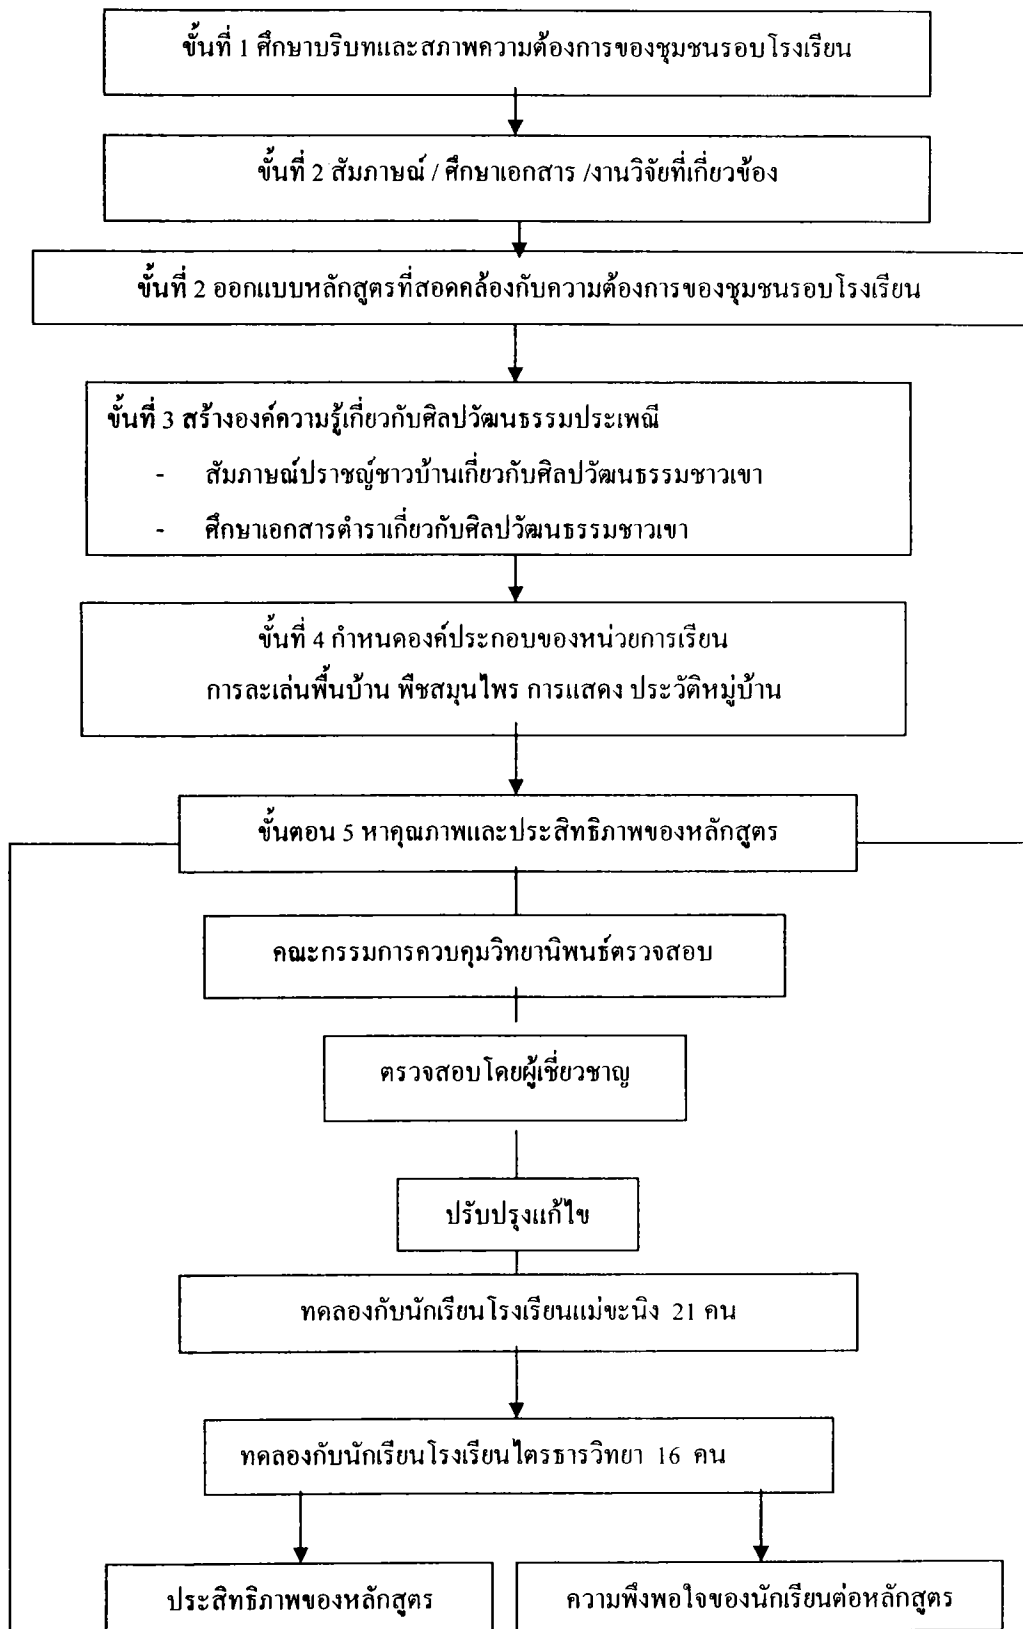 ขั้นที่ 1 ศึกษาบริบทและสภาพความต้องการของชุมชนรอบโรงเรียน
ขั้นที่ 2 สัมภาษณ์ / ศึกษาเอกสาร /งานวิจัยที่เกี่ยวข้อง
ขั้นที่ 2 ออกแบบหลักสูตรที่สอดคล้องกับความต้องการของชุมชนรอบโรงเรียน
ขั้นที่ 3 สร้างองค์ความรู้เกี่ยวกับศิลปวัฒนธรรมประเพณี
- สัมภาษณ์ปราชญ์ชาวบ้านเกี่ยวกับศิลปวัฒนธรรมชาวเขา
- ศึกษาเอกสารตำราเกี่ยวกับศิลปวัฒนธรรมชาวเขา
ขั้นที่ 4 กำหนดองค์ประกอบของหน่วยการเรียน
การละเล่นพื้นบ้าน พืชสมุนไพร การแสดง ประวัติหมู่บ้าน
ขั้นตอน 5 หาคุณภาพและประสิทธิภาพของหลักสูตร
คณะกรรมการควบคุมวิทยานิพนธ์ตรวจสอบ
ตรวจสอบโดยผู้เชี่ยวชาญ
ปรับปรุงแก้ไข
ทดลองกับนักเรียนโรงเรียนแม่ขะนิง 21 คน
ทดลองกับนักเรียนโรงเรียนไตรธารวิทยา 16 คน
ประสิทธิภาพของหลักสูตร
ความพึงพอใจของนักเรียนต่อหลักสูตร